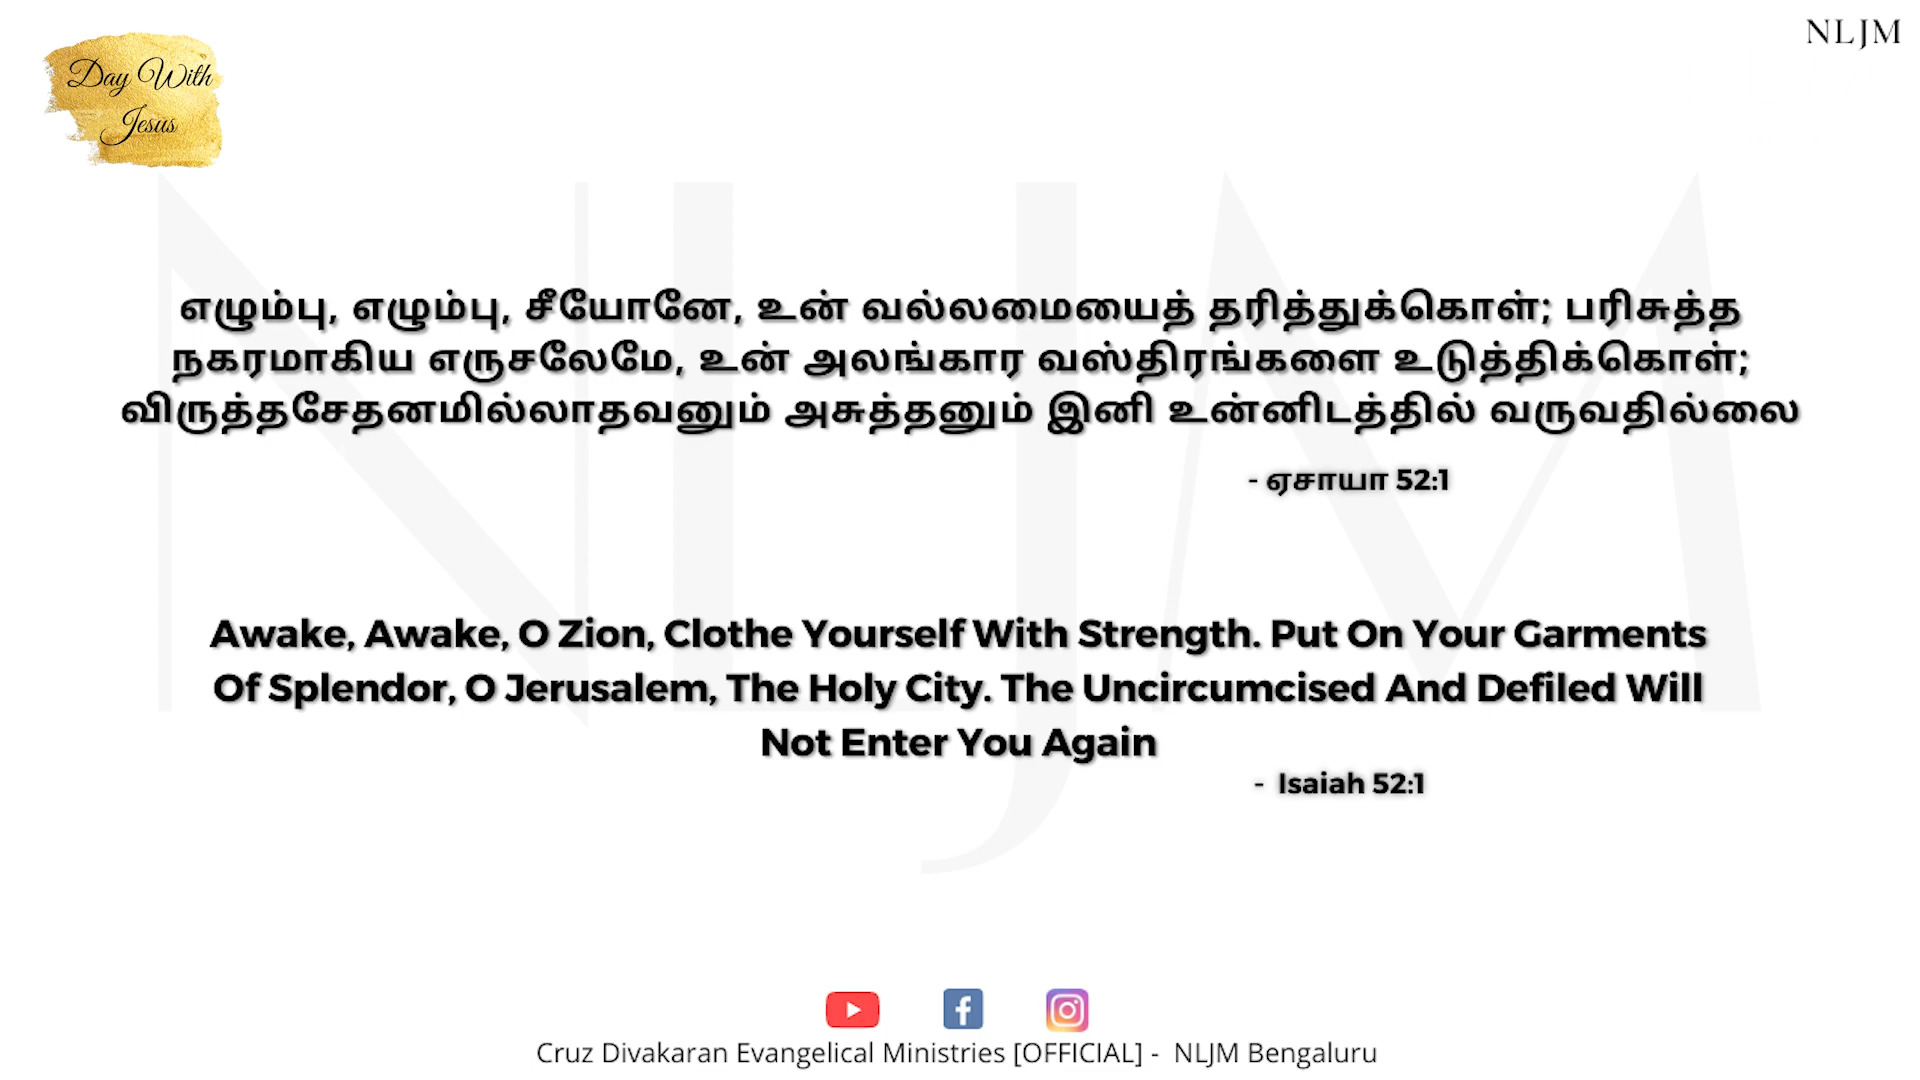 Day With
Jesus
NLJM
எழும்பு, எழும்பு, சீயோனே, உன் வல்லமையைத் தரித்துக்கொள்; பரிசுத்த
நகரமாகிய எருசலேமே, உன் அலங்கார வஸ்திரங்களை உடுத்திக்கொள்;
விருத்தசேதனமில்லாதவனும் அசுத்தனும் இனி உன்னிடத்தில் வருவதில்லை
- ஏசாயா 52:1
Awake, Awake, O Zion, Clothe Yourself With Strength. Put On Your Garments
Of Splendor, O Jerusalem, The Holy City. The Uncircumcised And Defiled Will
Not Enter You Again
- Isaiah 52:1
Cruz Divakaran Evangelical Ministries [OFFICIAL] - NLJM Bengaluru